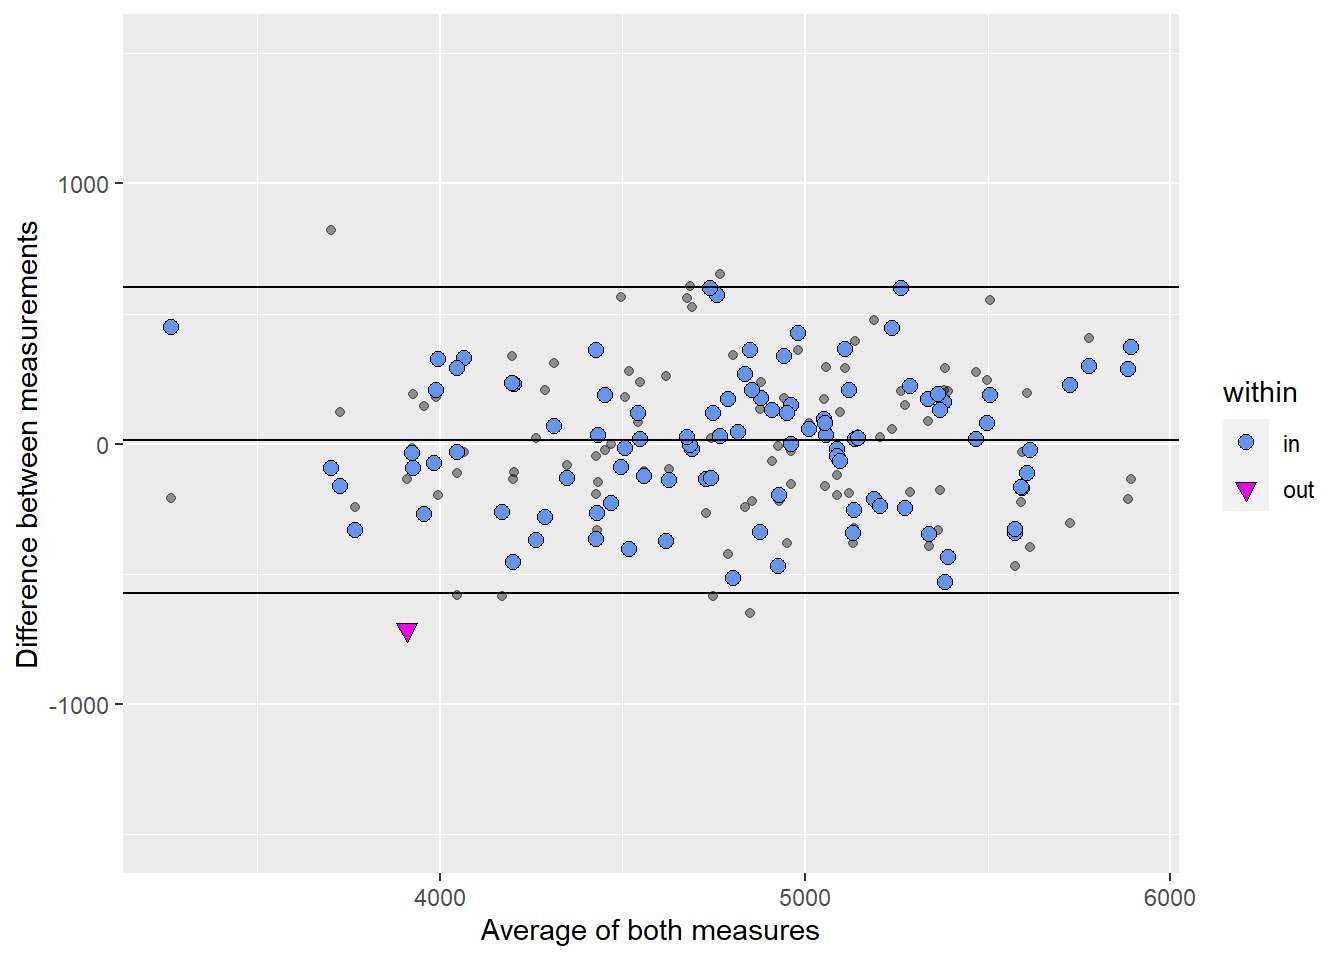 Difference between measurements
1000
0
-1000
4000
5000
6000
Average of both measures
within
in
out